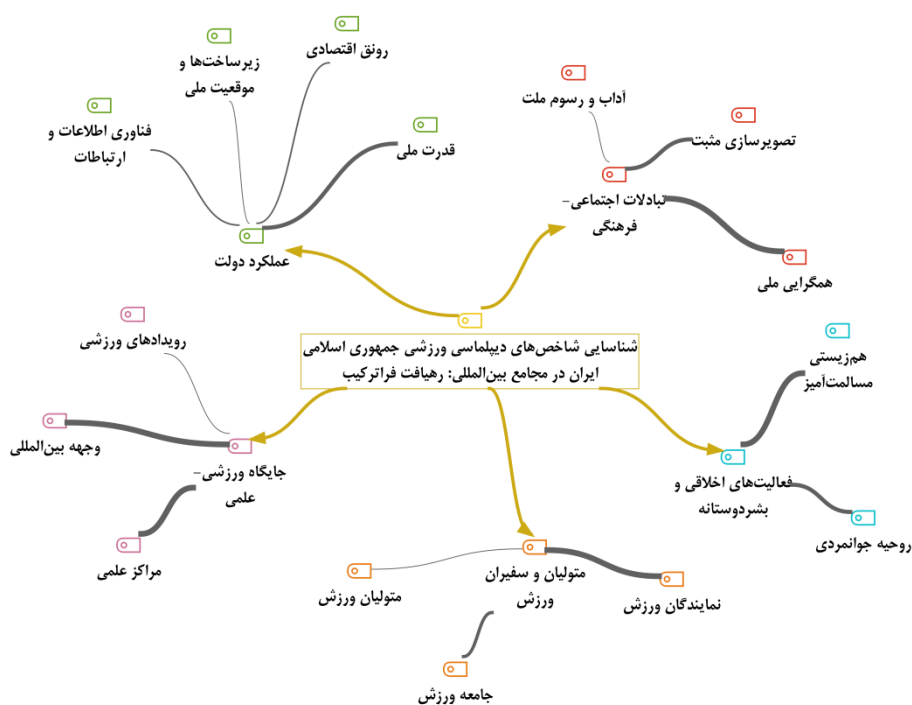 رونق اقتصادی
زیرساخت‌ها و
موقعیت ملی
فناوری اطلاعات و
ارتباطات
قدرت ملی
عملکرد دولت
آداب و رسوم ملت
تصویرسازی مثبت
تبادلات اجتماعی-
فرهنگی
همگرایی ملی
شناسایی شاخص‌های دیپلماسی ورزشی جمهوری اسلامی
ایران در مجامع بین‌المللی: رهیافت فراترکیب
هم‌زیستی
مسالمت‌آمیز
فعالیت‌های اخلاقی و
بشردوستانه
روحیه جوانمردی
رویدادهای ورزشی
وجهه بین‌المللی
جایگاه ورزشی-
علمی
مراکز علمی
متولیان و سفیران
ورزش
نمایندگان ورزش
متولیان ورزش
جامعه ورزش